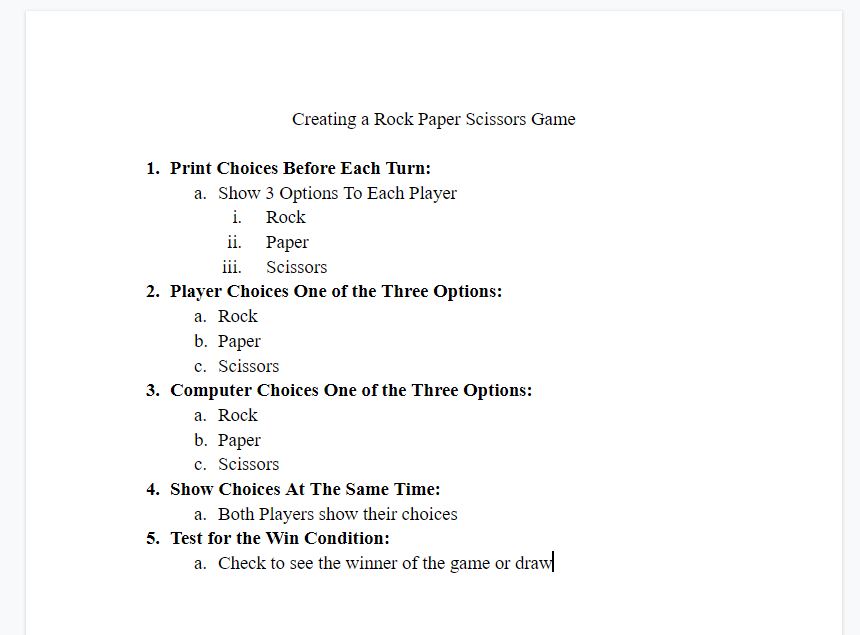 Creating a Rock Paper Scissors Game
1. Print Choices Before Each Turn:
a. Show 3 Options To Each Player
i. Rock
ii. Paper
iii. Scissors
2. Player Choices One of the Three Options:
a. Rock
b. Paper
c. Scissors
3. Computer Choices One of the Three Options:
a. Rock
b. Paper
c. Scissors
4. Show Choices At The Same Time:
a. Both Players show their choices
5. Test for the Win Condition:
a. Check to see the winner of the game or draw